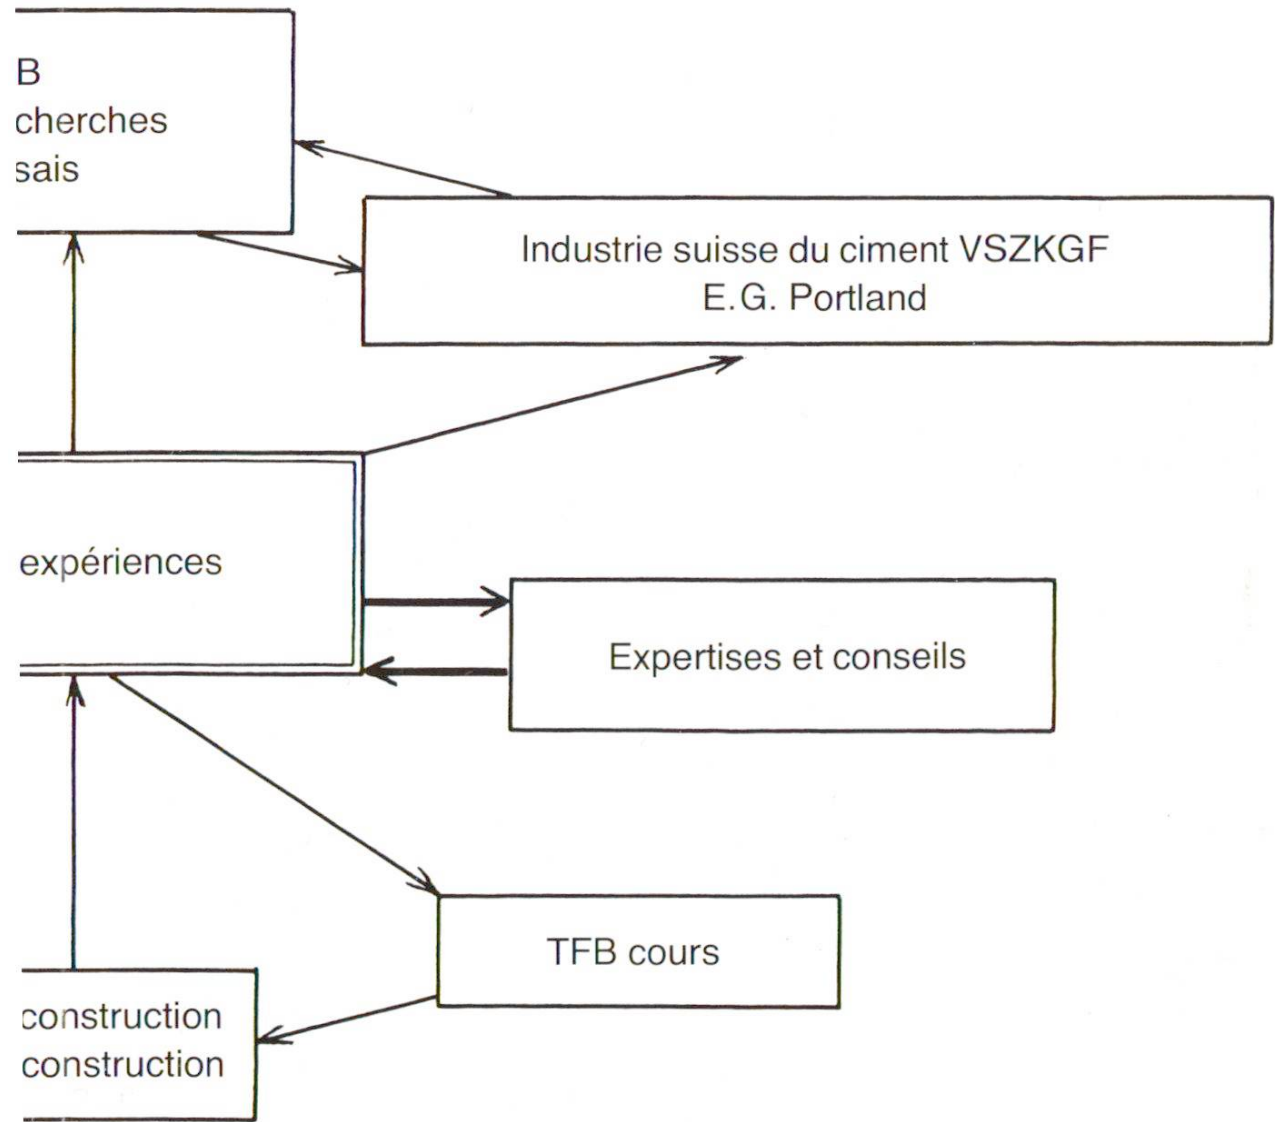 B
cherches
sais
Industrie suisse du ciment VSZKGF
E.G. Portland
expériences
Expertises et conseils
TFB cours
construction
construction